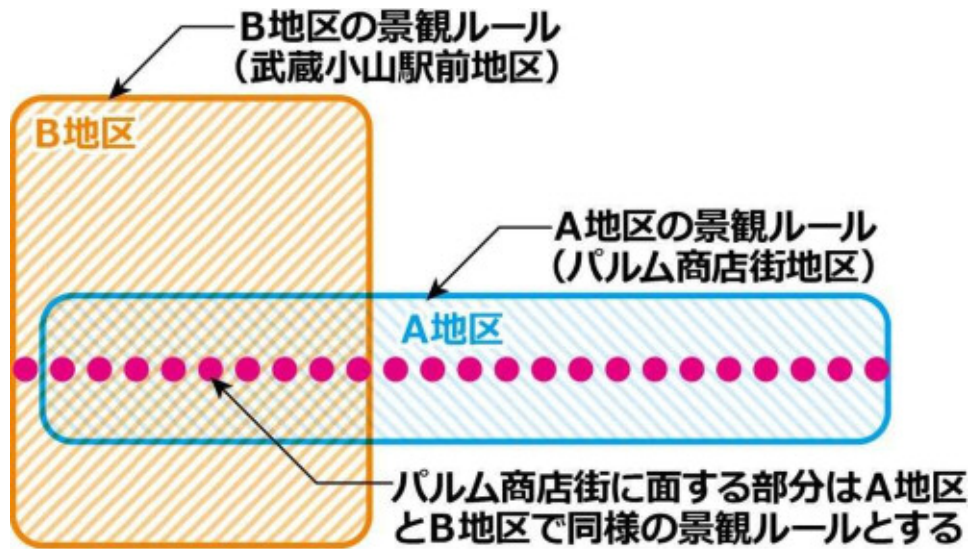 B地区の景観ルール
（武蔵小山駅前地区）
B地区
A地区の景観ルール
（パルム商店街地区）
A地区
パルム商店街に面する部分はA地区
とB地区で同様の景観ルールとする